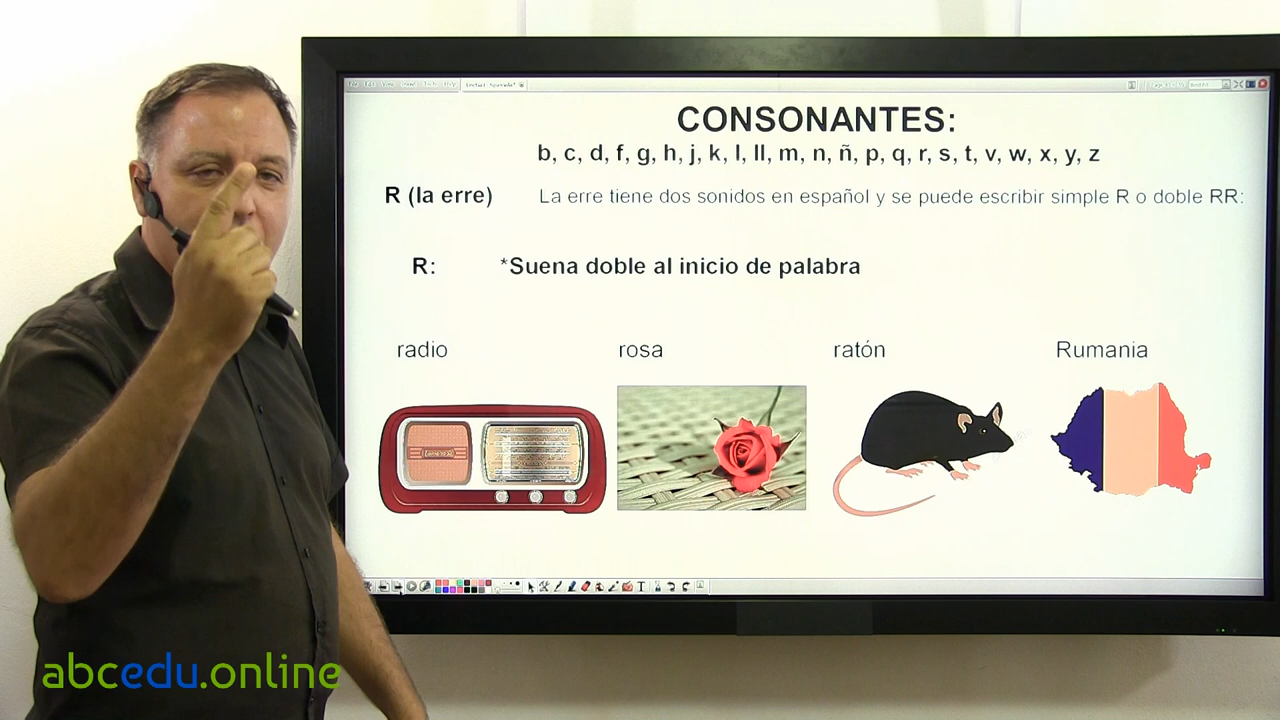 CONSONANTES:
b, c, d, f, g, h, j, k, l, ll, m, n, ñ, p, q, r, s, t, v, w, x, y, z
R (la erre) La erre tiene dos sonidos en español y se puede escribir simple R o doble RR:
R: *Suena doble al inicio de palabra
radio rosa ratón Rumania
abcedu.online